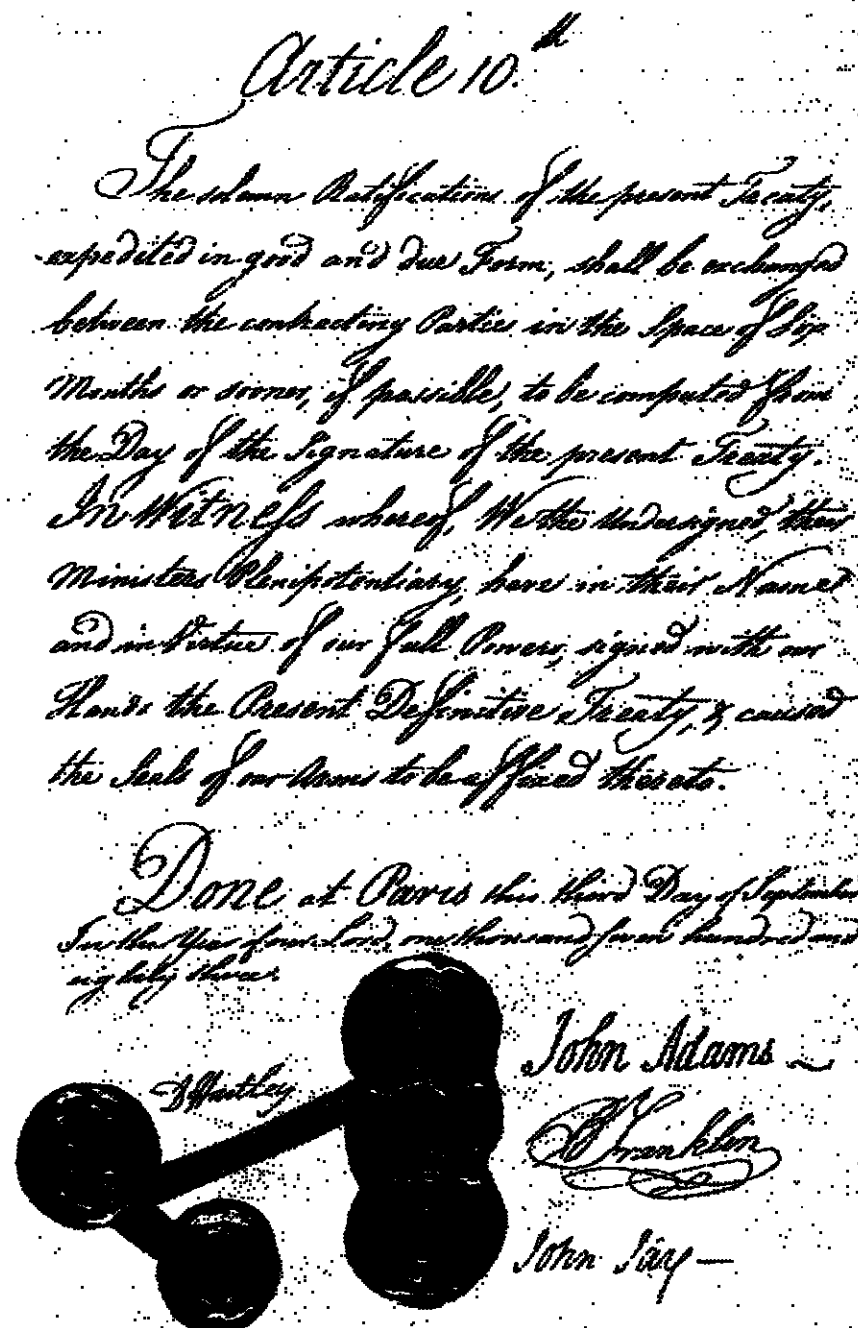 Article 10.th
The solemn Ratifications of the present Treaty,
expedited in good and due Form, shall be exchanged
between the contracting Parties in the Space of Six
Months or sooner, if possible, to be computed from
the Day of the Signature of the present Treaty.
In Witness whereof, We the Undersigned, their
Ministers Plenipotentiary, have in their Name
and in Virtue of our Full Powers, signed with our
Hands the Present Definitive Treaty, & caused
the Seals of our Arms to be affixed thereto.
Done at Paris this third Day of September
In the Year of our Lord, one thousand seven hundred and
eighty three.
D Hartley
John Adams
B Franklin
John Jay